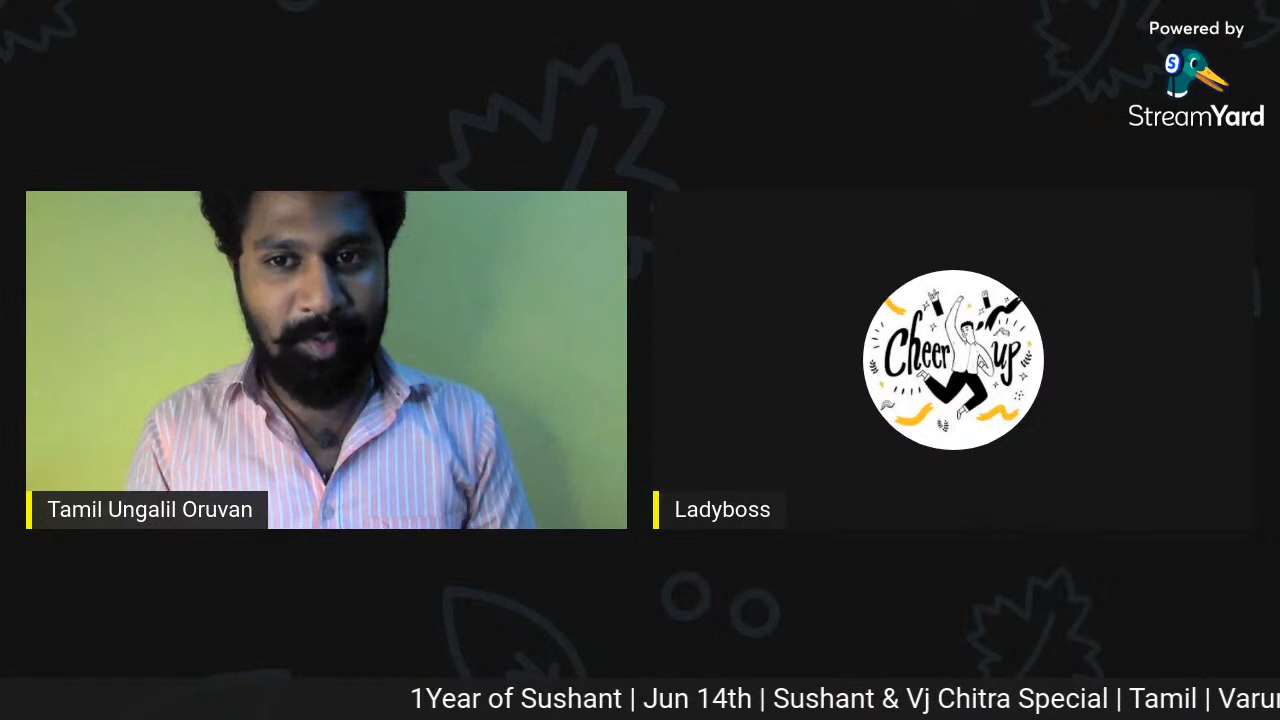 Powered by
StreamYard
Cheer up
Tamil Ungalil Oruvan
Ladyboss
1Year of Sushant | Jun 14th | Sushant & Vj Chitra Special | Tamil |